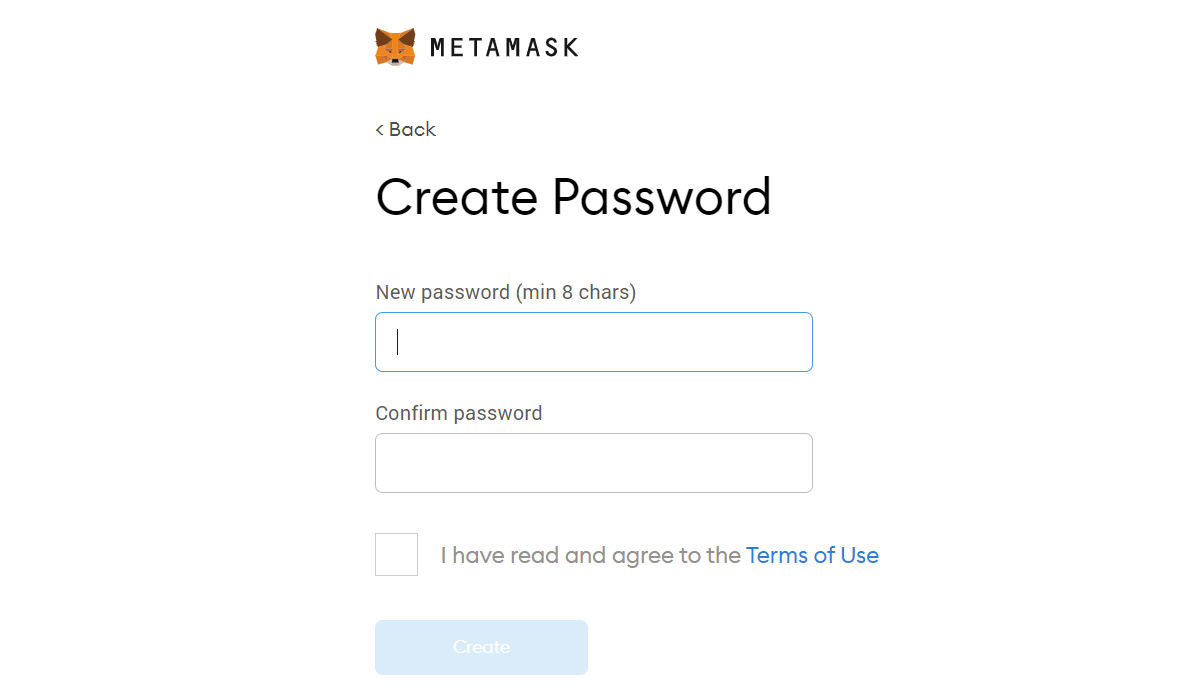 METAMASK
< Back
Create Password
New password (min 8 chars)
Confirm password
I have read and agree to the Terms of Use
Create